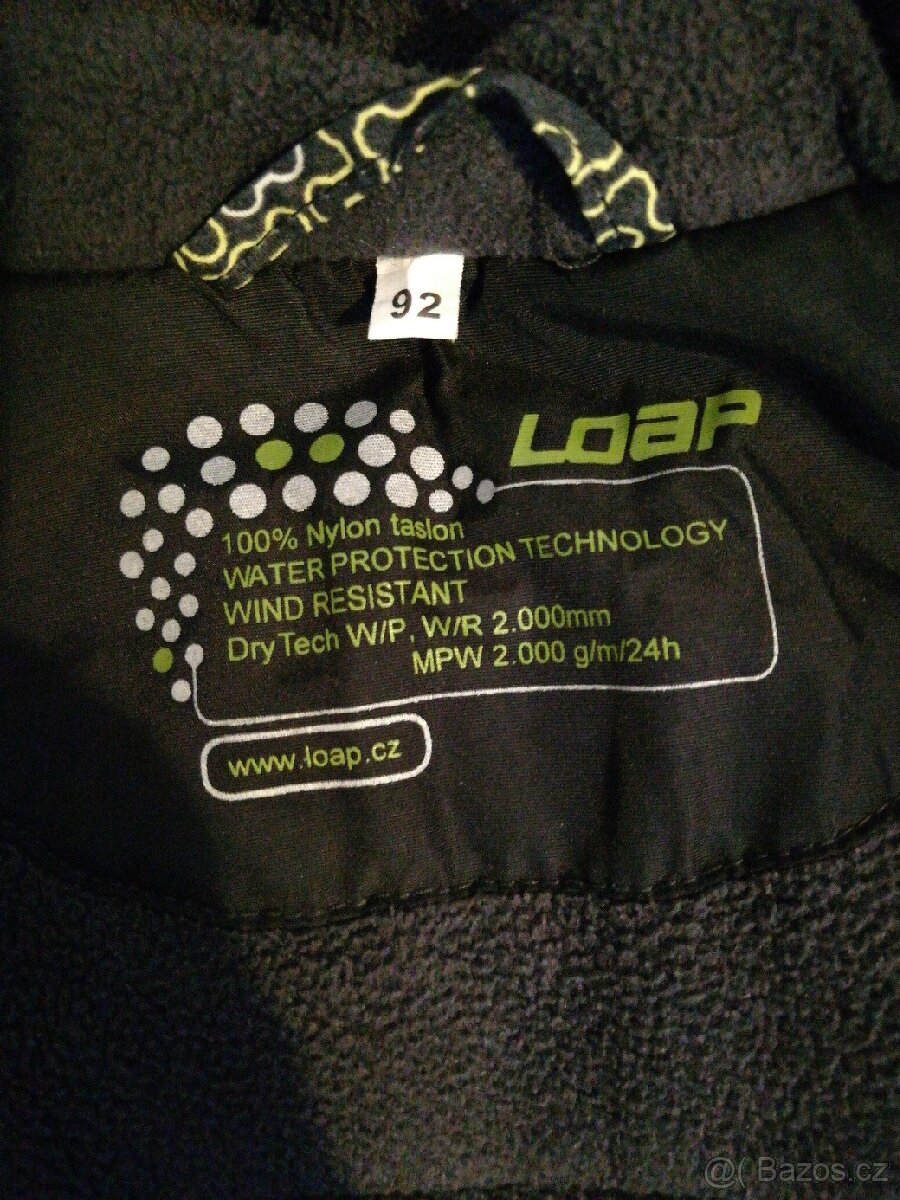 92
LOAP
100% Nylon taslon
WATER PROTECTION TECHNOLOGY
WIND RESISTANT
DryTech W/P, W/R 2.000mm
MPW 2.000 g/m/24h
www.loap.cz
@( Bazos.cz